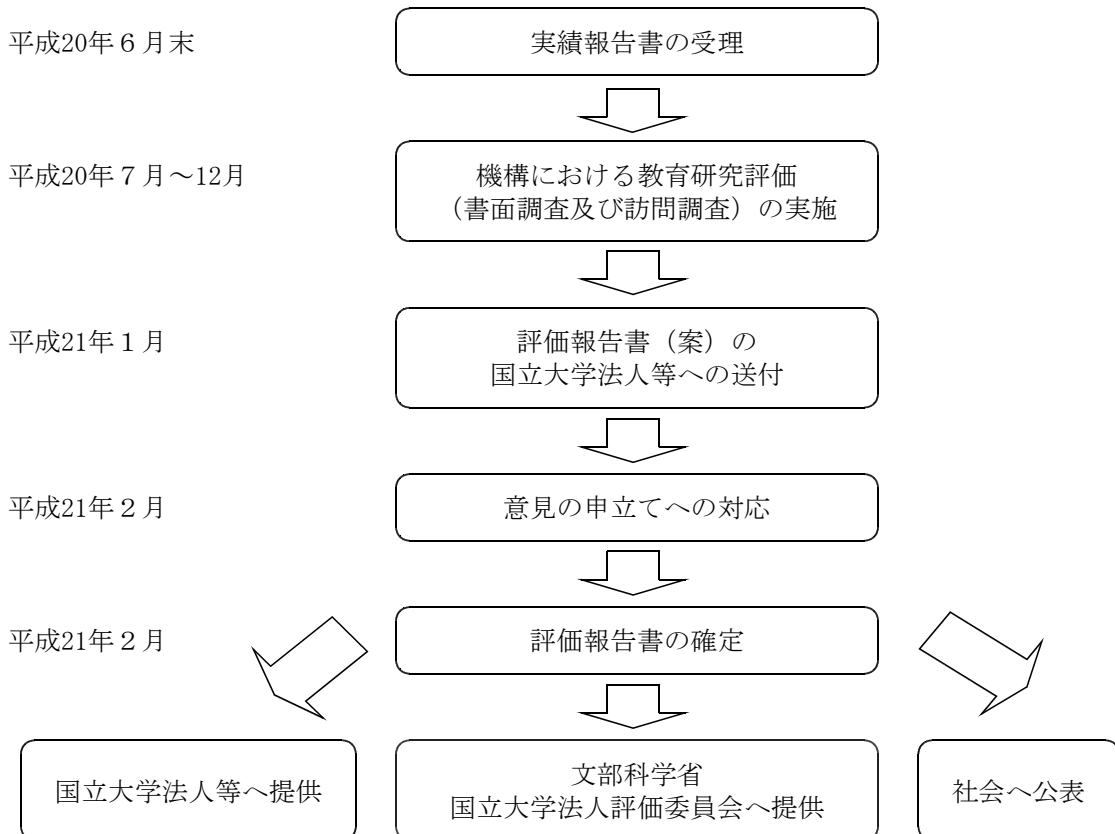 平成20年６月末
実績報告書の受理
平成20年７月～12月
機構における教育研究評価
（書面調査及び訪問調査）の実施
平成21年１月
評価報告書（案）の
国立大学法人等への送付
平成21年２月
意見の申立てへの対応
平成21年２月
評価報告書の確定
国立大学法人等へ提供
文部科学省
国立大学法人評価委員会へ提供
社会へ公表